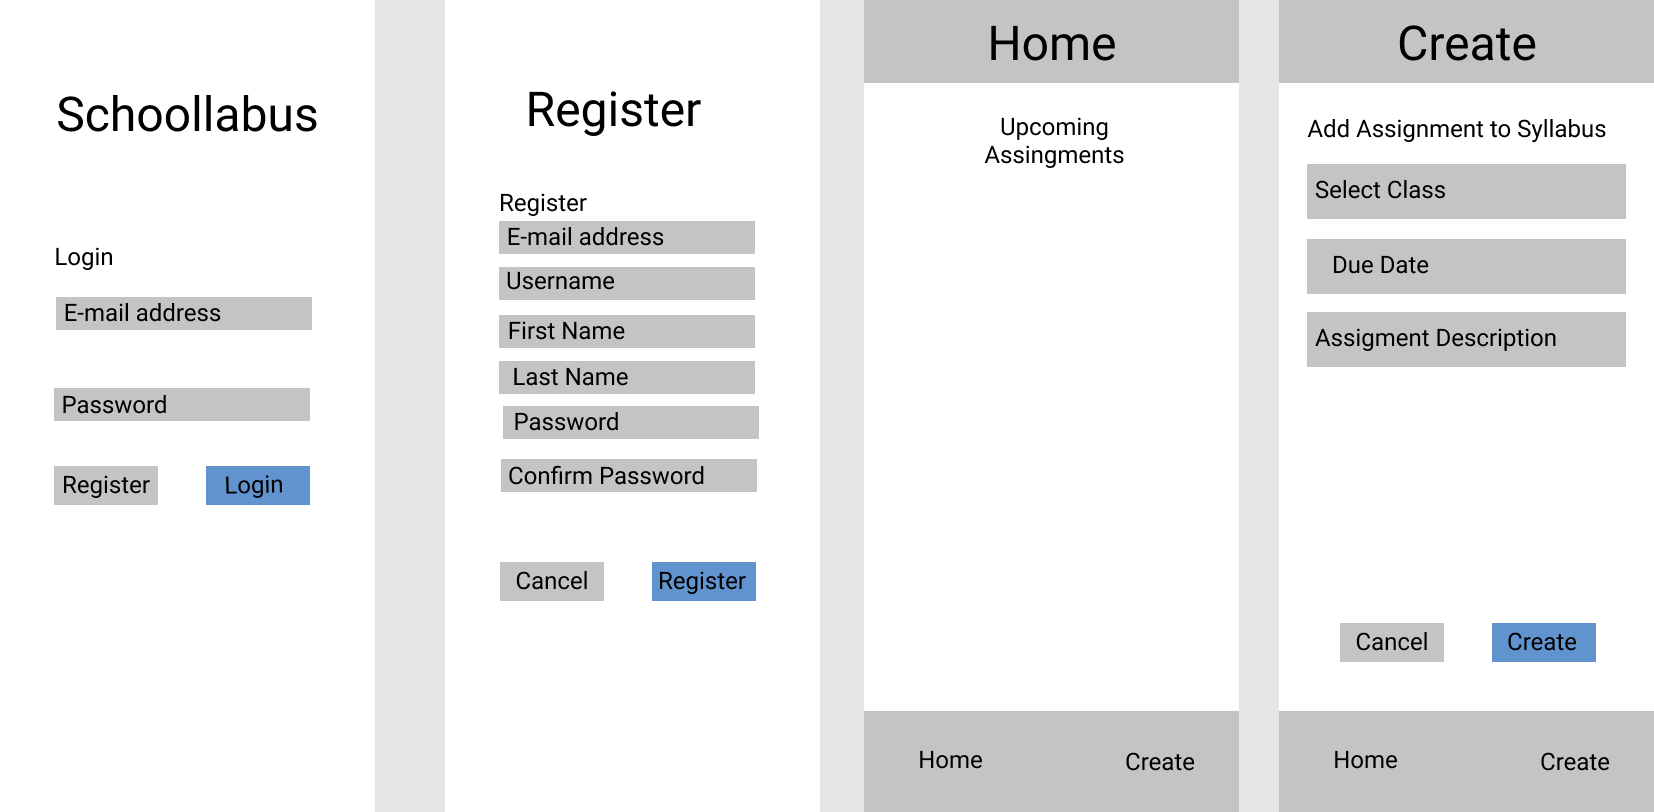 Schoollabus
Login
E-mail address
Password
Register
Login
Register
Register
E-mail address
Username
First Name
Last Name
Password
Confirm Password
Cancel
Register
Home
Upcoming
Assingments
Home
Create
Create
Add Assignment to Syllabus
Select Class
Due Date
Assigment Description
Cancel
Create
Home
Create